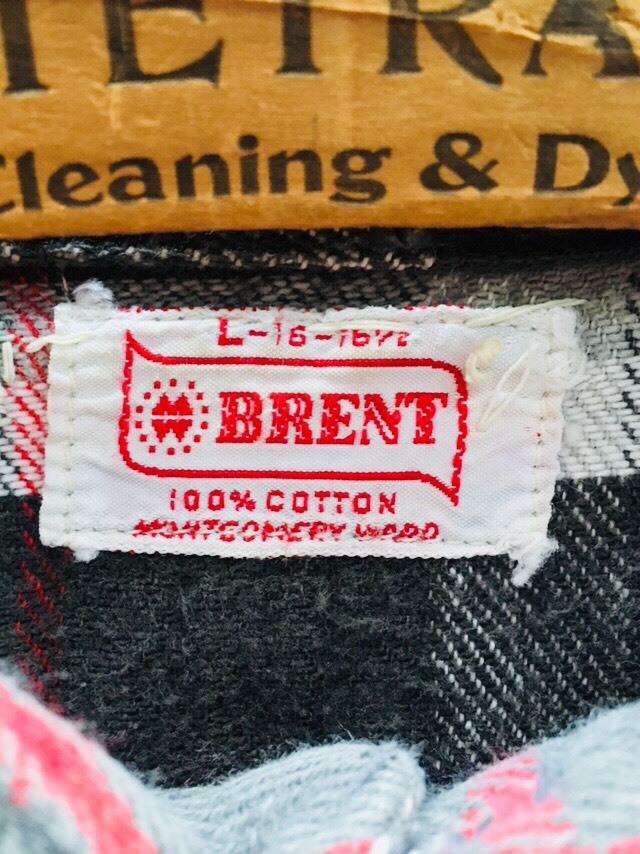 Cleaning & Dy
L-16-16½
BRENT
100% COTTON
MONTGOMERY WARD